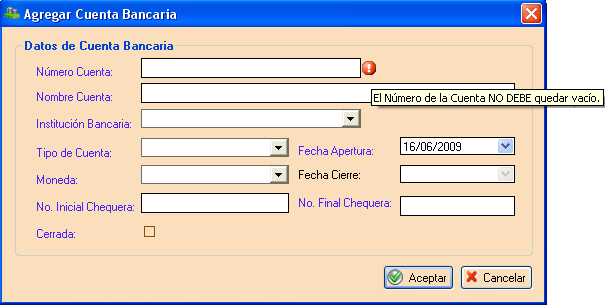 Agregar Cuenta Bancaria
Datos de Cuenta Bancaria
Número Cuenta:
Nombre Cuenta:
El Número de la Cuenta NO DEBE quedar vacío.
Institución Bancaria:
Tipo de Cuenta: Fecha Apertura: 16/06/2009
Moneda: Fecha Cierre:
No. Inicial Chequera: No. Final Chequera:
Cerrada:
Aceptar Cancelar